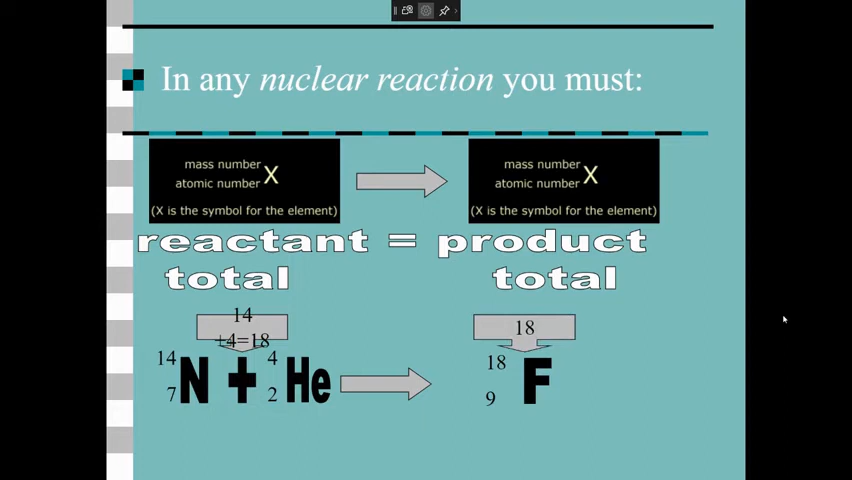 In any nuclear reaction you must:
mass number
atomic number X
(X is the symbol for the element)
mass number
atomic number X
(X is the symbol for the element)
reactant = product
total total
14
+4=18
18
14 4 18
N + He F
7 2 9